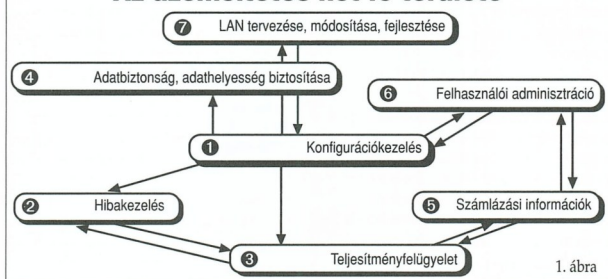 ❼ LAN tervezése, módosítása, fejlesztése
❹ Adatbiztonság, adathelyesség biztosítása
❻ Felhasználói adminisztráció
❶ Konfigurációkezelés
❷ Hibakezelés
❺ Számlázási információk
❸ Teljesítményfelügyelet
1. ábra